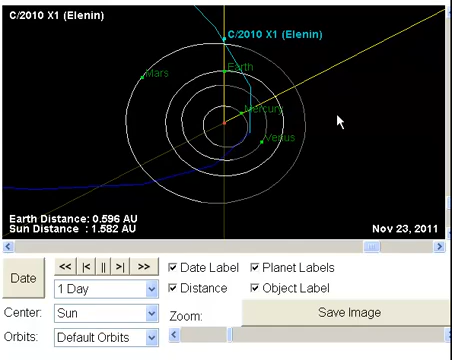 C/2010 X1 (Elenin)
C/2010 X1 (Elenin)
Mars
Earth
Mercury
Venus
Earth Distance: 0.596 AU
Sun Distance : 1.582 AU
Nov 23, 2011
Date
<< |< || >| >>
Date Label
Planet Labels
1 Day
Distance
Object Label
Center: Sun
Zoom:
Save Image
Orbits: Default Orbits